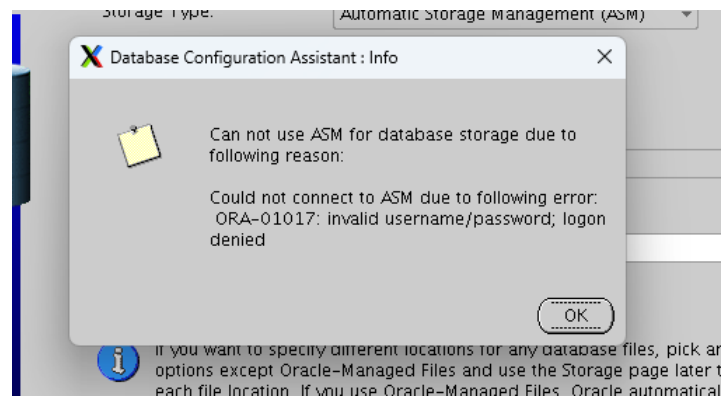 Storage Type:
Automatic Storage Management (ASM)
Database Configuration Assistant : Info
Can not use ASM for database storage due to
following reason:
Could not connect to ASM due to following error:
ORA-01017: invalid username/password; logon
denied
OK
If you want to specify different locations for any database files, pick
options except Oracle-Managed Files and use the Storage page later
each file location. If you use Oracle-Managed Files, Oracle